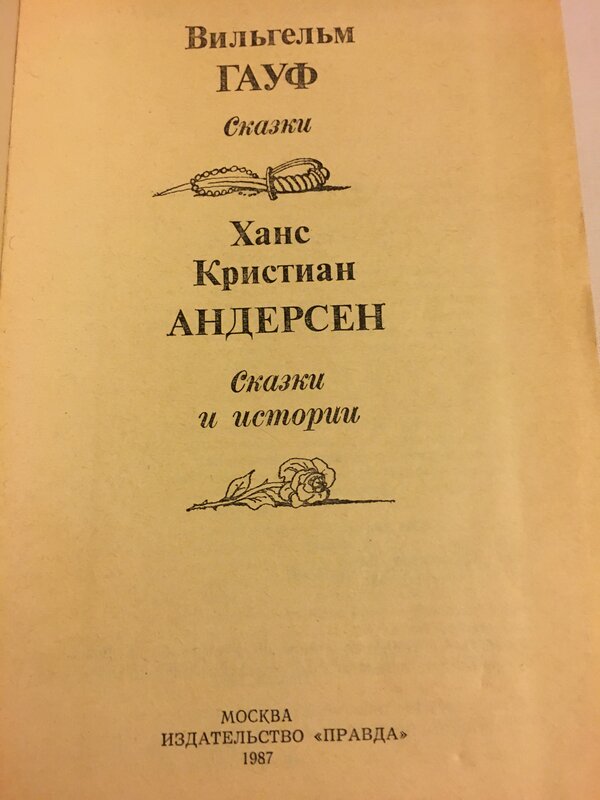 Вильгельм
ГАУФ
Сказки
Ханс
Кристиан
АНДЕРСЕН
Сказки
и истории
МОСКВА
ИЗДАТЕЛЬСТВО «ПРАВДА»
1987